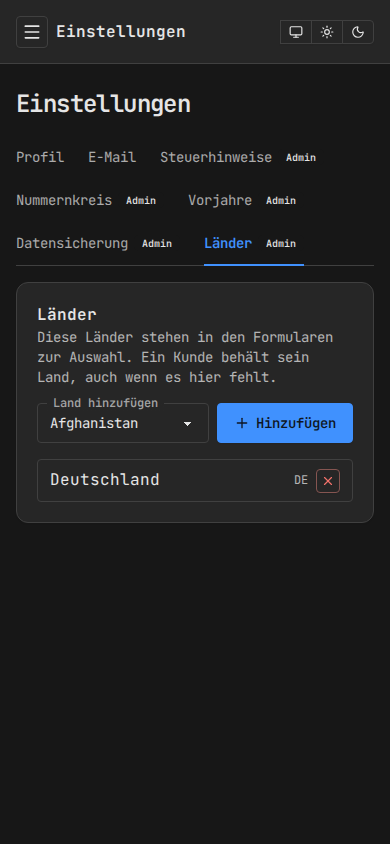 Einstellungen
Einstellungen
Profil E-Mail Steuerhinweise Admin
Nummernkreis Admin Vorjahre Admin
Datensicherung Admin Länder Admin
Länder
Diese Länder stehen in den Formularen
zur Auswahl. Ein Kunde behält sein
Land, auch wenn es hier fehlt.
Land hinzufügen
Afghanistan
Hinzufügen
Deutschland DE